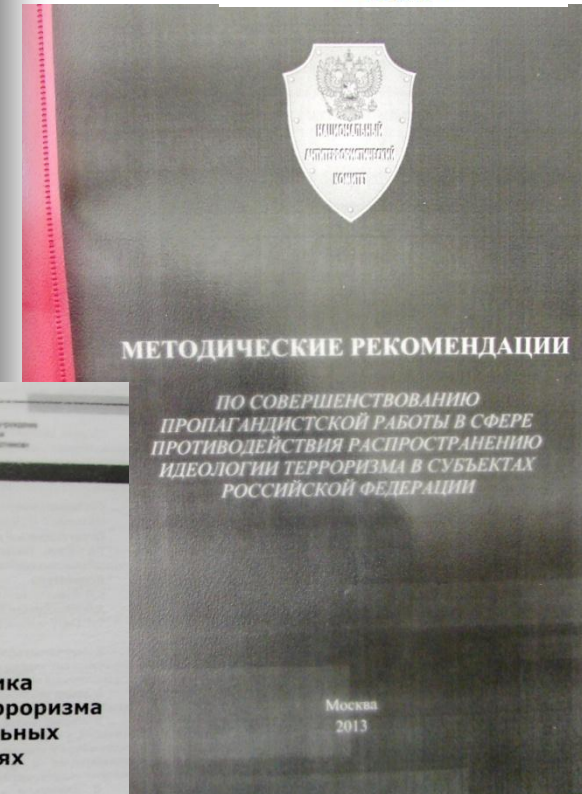 НАЦИОНАЛЬНЫЙ
АНТИТЕРРОРИСТИЧЕСКИЙ
КОМИТЕТ
МЕТОДИЧЕСКИЕ РЕКОМЕНДАЦИИ
ПО СОВЕРШЕНСТВОВАНИЮ
ПРОПАГАНДИСТСКОЙ РАБОТЫ В СФЕРЕ
ПРОТИВОДЕЙСТВИЯ РАСПРОСТРАНЕНИЮ
ИДЕОЛОГИИ ТЕРРОРИЗМА В СУБЪЕКТАХ
РОССИЙСКОЙ ФЕДЕРАЦИИ
Москва
2013
ика
рроризма
ьных
ях